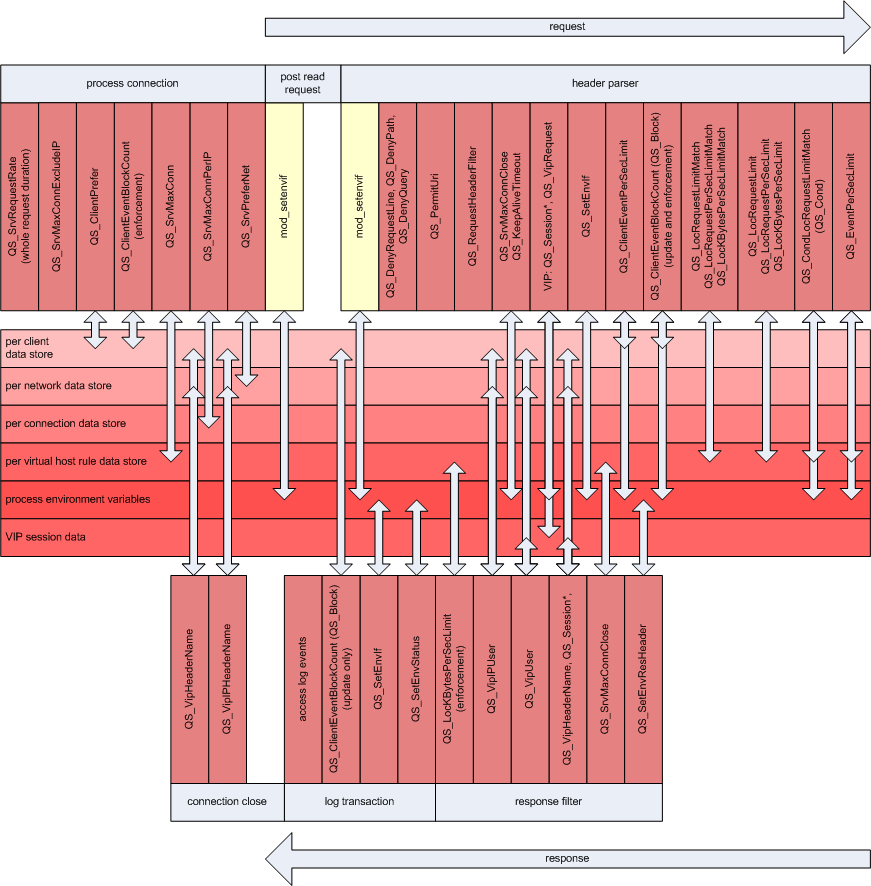 request
process connection
post read
request
header parser
QS_SrvRequestRate
(whole request duration)
QS_SrvMaxConnExcludeIP
QS_ClientPrefer
QS_ClientEventBlockCount
(enforcement)
QS_SrvMaxConn
QS_SrvMaxConnPerIP
QS_SrvPreferNet
mod_setenvif
mod_setenvif
QS_DenyRequestLine, QS_DenyPath,
QS_DenyQuery
QS_PermitUri
QS_RequestHeaderFilter
QS_SrvMaxConnClose
QS_KeepAliveTimeout
VIP: QS_Session*, QS_VipRequest
QS_SetEnvIf
QS_ClientEventPerSecLimit
QS_ClientEventBlockCount (QS_Block)
(update and enforcement)
QS_LocRequestLimitMatch
QS_LocRequestPerSecLimitMatch
QS_LocKBytesPerSecLimitMatch
QS_LocRequestLimit
QS_LocRequestPerSecLimit
QS_LocKBytesPerSecLimit
QS_CondLocRequestLimitMatch
(QS_Cond)
QS_EventPerSecLimit
per client
data store
per network data store
per connection data store
per virtual host rule data store
process environment variables
VIP session data
QS_VipHeaderName
QS_VipIPHeaderName
access log events
QS_ClientEventBlockCount (QS_Block)
(update only)
QS_SetEnvIf
QS_SetEnvStatus
QS_LocKBytesPerSecLimit
(enforcement)
QS_VipIPUser
QS_VipUser
QS_VipHeaderName, QS_Session*,
QS_SrvMaxConnClose
QS_SetEnvResHeader
connection close
log transaction
response filter
response